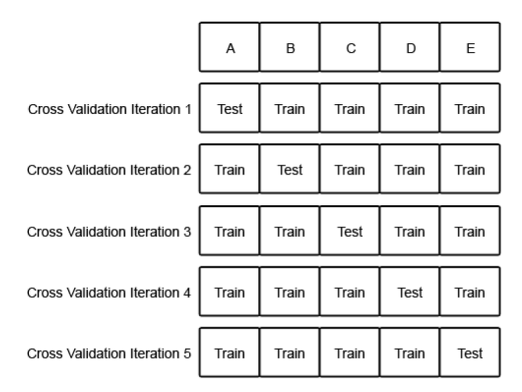 A B C D E
Cross Validation Iteration 1 Test Train Train Train Train
Cross Validation Iteration 2 Train Test Train Train Train
Cross Validation Iteration 3 Train Train Test Train Train
Cross Validation Iteration 4 Train Train Train Test Train
Cross Validation Iteration 5 Train Train Train Train Test